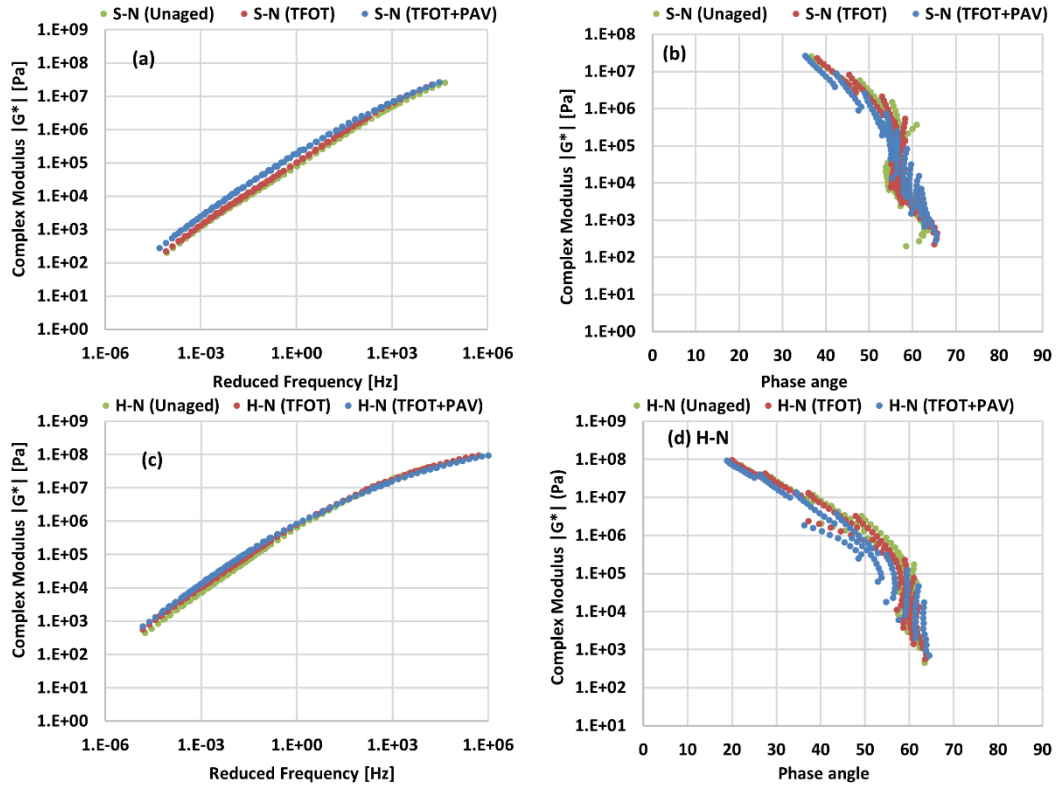 S-N (Unaged) S-N (TFOT) S-N (TFOT+PAV)
(a)
Complex Modulus |G*| [Pa]
1.E+09
1.E+08
1.E+07
1.E+06
1.E+05
1.E+04
1.E+03
1.E+02
1.E+01
1.E+00
1.E-06 1.E-03 1.E+00 1.E+03 1.E+06
Reduced Frequency [Hz]
S-N (Unaged) S-N (TFOT) S-N (TFOT+PAV)
(b)
Complex Modulus |G*| [Pa]
1.E+08
1.E+07
1.E+06
1.E+05
1.E+04
1.E+03
1.E+02
1.E+01
1.E+00
0 10 20 30 40 50 60 70 80 90
Phase ange
H-N (Unaged) H-N (TFOT) H-N (TFOT+PAV)
(c)
Complex Modulus |G*| [Pa]
1.E+09
1.E+08
1.E+07
1.E+06
1.E+05
1.E+04
1.E+03
1.E+02
1.E+01
1.E+00
1.E-06 1.E-03 1.E+00 1.E+03 1.E+06
Reduced Frequency [Hz]
H-N (Unaged) H-N (TFOT) H-N (TFOT+PAV)
(d) H-N
Complex Modulus |G*| (Pa)
1.E+09
1.E+08
1.E+07
1.E+06
1.E+05
1.E+04
1.E+03
1.E+02
1.E+01
0 10 20 30 40 50 60 70 80 90
Phase angle